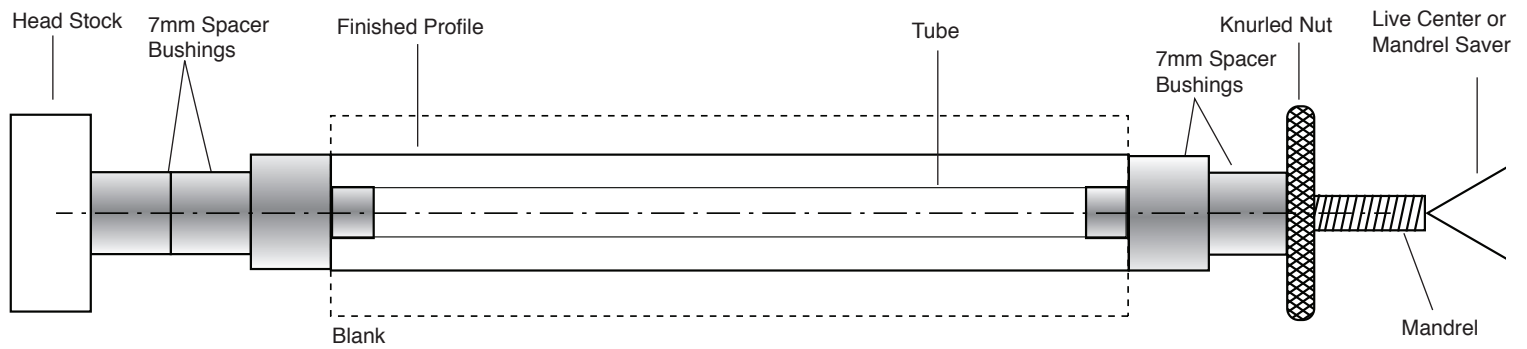 Head Stock
7mm Spacer
Bushings
Finished Profile
Tube
7mm Spacer
Bushings
Knurled Nut
Live Center or
Mandrel Saver
Blank
Mandrel